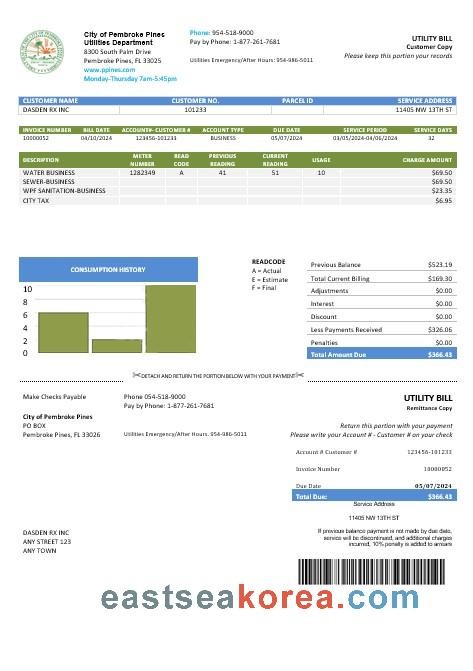 City of Pembroke Pines
Utilities Department
8300 South Palm Drive
Pembroke Pines, FL 33025
www.ppines.com
Monday-Thursday 7am-5:45pm
Phone: 954-518-9000
Pay by Phone: 1-877-261-7681
Utilities Emergency/After Hours: 954-986-5011
UTILITY BILL
Customer Copy
Please keep this portion your records
CUSTOMER NAME CUSTOMER NO. PARCEL ID SERVICE ADDRESS
DASDEN RX INC 101233 11405 NW 13TH ST
INVOICE NUMBER BILL DATE ACCOUNT#- CUSTOMER # ACCOUNT TYPE DUE DATE SERVICE PERIOD SERVICE DAYS
10000052 04/10/2024 123456-101233 BUSINESS 05/07/2024 03/05/2024-04/06/2024 32
DESCRIPTION METER NUMBER READ CODE PREVIOUS READING CURRENT READING USAGE CHARGE AMOUNT
WATER BUSINESS 1282349 A 41 51 10 $69.50
SEWER-BUSINESS $69.50
WPF SANITATION-BUSINESS $23.35
CITY TAX $6.95
CONSUMPTION HISTORY
10
8
6
4
2
0
READCODE
A = Actual
E = Estimate
F = Final
Previous Balance $523.19
Total Current Billing $169.30
Adjustments $0.00
Interest $0.00
Discount $0.00
Less Payments Received $326.06
Penalties $0.00
Total Amount Due $366.43
DETACH AND RETURN THE PORTION BELOW WITH YOUR PAYMENT
Make Checks Payable
City of Pembroke Pines
PO BOX
Pembroke Pines, FL 33026
Phone 054-518-9000
Pay by Phone: 1-877-261-7681
Utilities Emergency/After Hours. 954-986-5011
UTILITY BILL
Remittance Copy
Return this portion with your payment
Please write your Account # - Customer # on your check
Account # Customer # 123456-101233
Invoice Number 10000052
Due Date 05/07/2024
Total Due: $366.43
Service Address
11405 NW 13TH ST
If previous balance payment is not made by due date,
service will be discontinued, and additional charges
incurred, 10% penalty is added to arrears
DASDEN RX INC
ANY STREET 123
ANY TOWN
eastseakorea.com